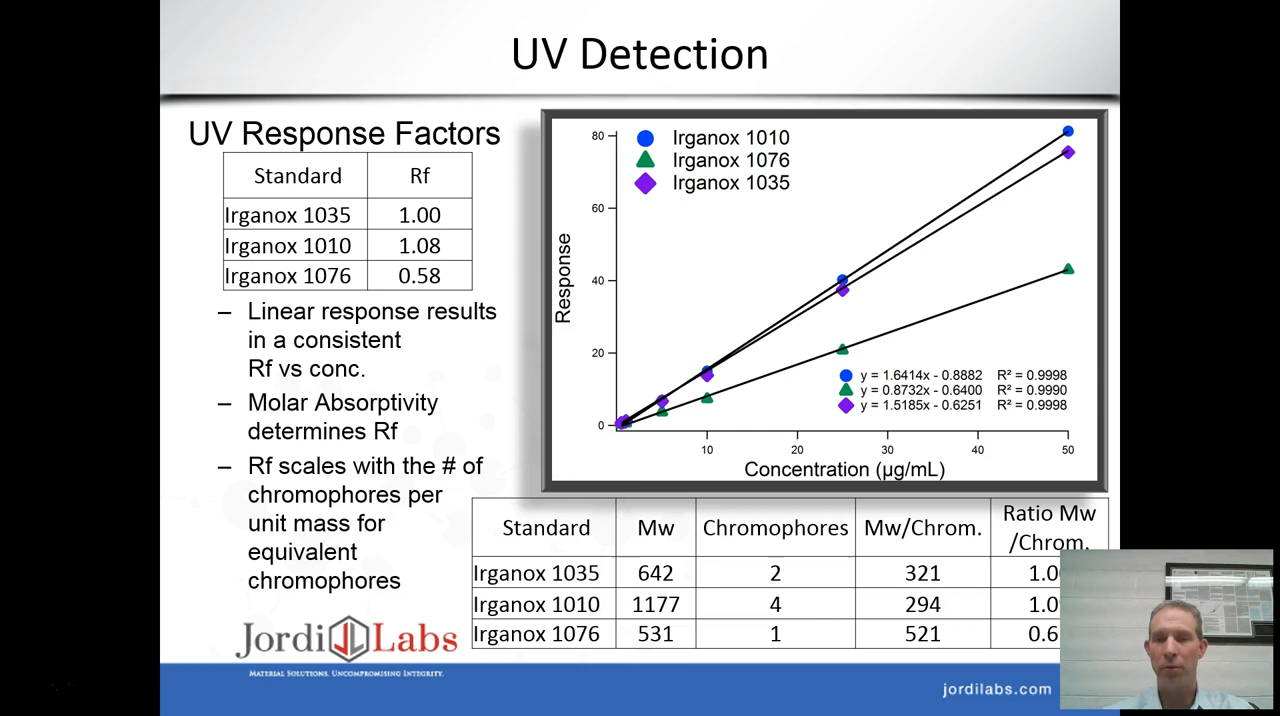 UV Detection
UV Response Factors
Standard Rf
Irganox 1035 1.00
Irganox 1010 1.08
Irganox 1076 0.58
– Linear response results
in a consistent
Rf vs conc.
– Molar Absorptivity
determines Rf
– Rf scales with the # of
chromophores per
unit mass for
equivalent
chromophores
Irganox 1010
Irganox 1076
Irganox 1035
Response
80
60
40
20
0
y = 1.6414x - 0.8882 R² = 0.9998
y = 0.8732x - 0.6400 R² = 0.9990
y = 1.5185x - 0.6251 R² = 0.9998
10 20 30 40 50
Concentration (µg/mL)
Standard Mw Chromophores Mw/Chrom. Ratio Mw
/Chrom.
Irganox 1035 642 2 321
Irganox 1010 1177 4 294
Irganox 1076 531 1 521
Jordi Labs
Material Solutions. Uncompromising Integrity.
jordilabs.com